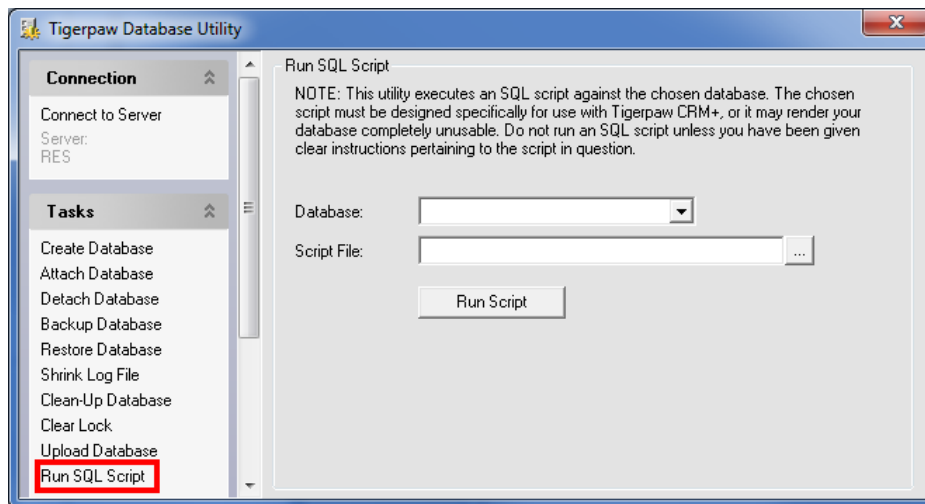 Tigerpaw Database Utility
Connection
Connect to Server
Server:
RES
Tasks
Create Database
Attach Database
Detach Database
Backup Database
Restore Database
Shrink Log File
Clean-Up Database
Clear Lock
Upload Database
Run SQL Script
Run SQL Script
NOTE: This utility executes an SQL script against the chosen database. The chosen
script must be designed specifically for use with Tigerpaw CRM+, or it may render your
database completely unusable. Do not run an SQL script unless you have been given
clear instructions pertaining to the script in question.
Database:
Script File:
...
Run Script